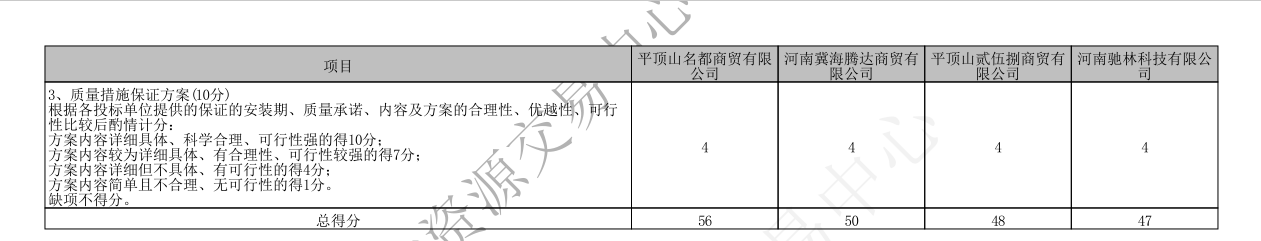 项目
平顶山名都商贸有限公司
河南冀海腾达商贸有限公司
平顶山贰伍捌商贸有限公司
河南驰林科技有限公司
3、质量措施保证方案(10分)
根据各投标单位提供的保证的安装期、质量承诺、内容及方案的合理性、优越性、可行
性比较后酌情计分：
方案内容详细具体、科学合理、可行性强的得10分；
方案内容较为详细具体、有合理性、可行性较强的得7分；
方案内容详细但不具体、有可行性的得4分；
方案内容简单且不合理、无可行性的得1分。
缺项不得分。
4
4
4
4
总得分
56
50
48
47
资源交易中心
易中心